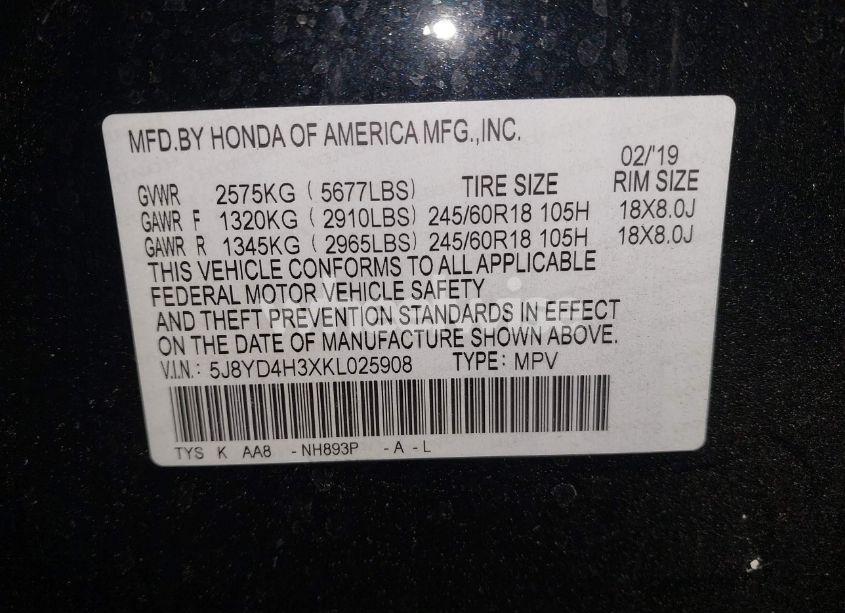 MFD.BY HONDA OF AMERICA MFG.,INC.
02/'19
GVWR 2575KG ( 5677LBS) TIRE SIZE RIM SIZE
GAWR F 1320KG (2910LBS) 245/60R18 105H 18X8.0J
GAWR R 1345KG (2965LBS) 245/60R18 105H 18X8.0J
THIS VEHICLE CONFORMS TO ALL APPLICABLE
FEDERAL MOTOR VEHICLE SAFETY
AND THEFT PREVENTION STANDARDS IN EFFECT
ON THE DATE OF MANUFACTURE SHOWN ABOVE.
V.I.N.: 5J8YD4H3XKL025908 TYPE: MPV
TYS K AA8 -NH893P -A -L